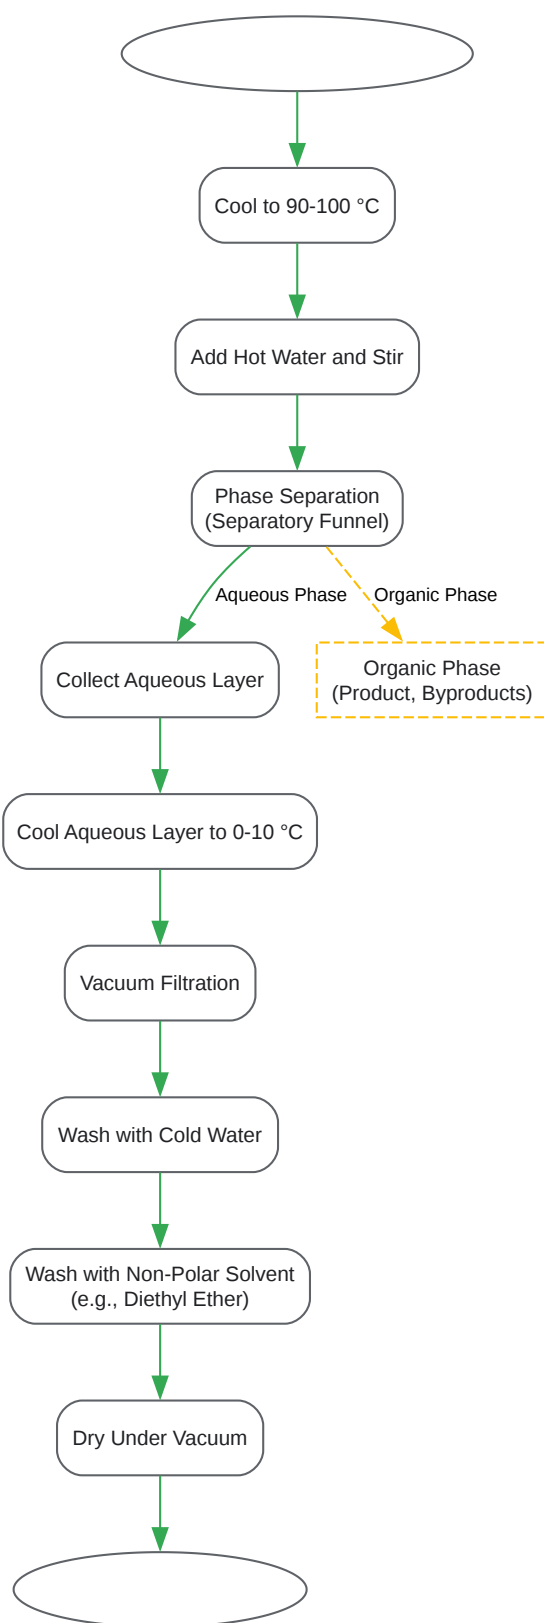 Cool to 90-100 °C
Add Hot Water and Stir
Phase Separation
(Separatory Funnel)
Aqueous Phase
Organic Phase
Collect Aqueous Layer
Organic Phase
(Product, Byproducts)
Cool Aqueous Layer to 0-10 °C
Vacuum Filtration
Wash with Cold Water
Wash with Non-Polar Solvent
(e.g., Diethyl Ether)
Dry Under Vacuum